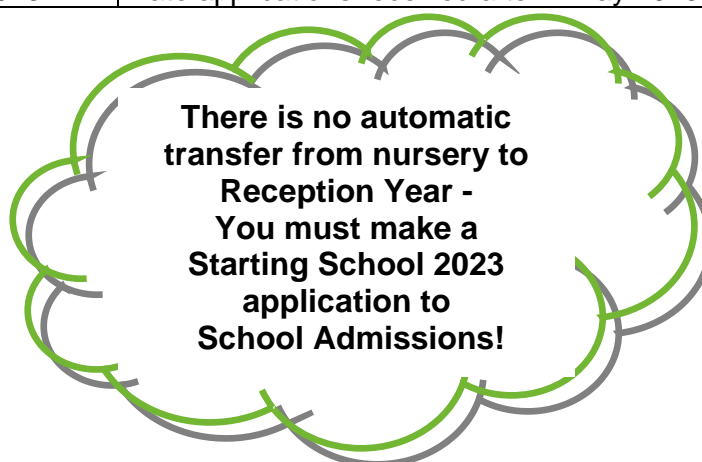 There is no automatic
transfer from nursery to
Reception Year -
You must make a
Starting School 2023
application to
School Admissions!